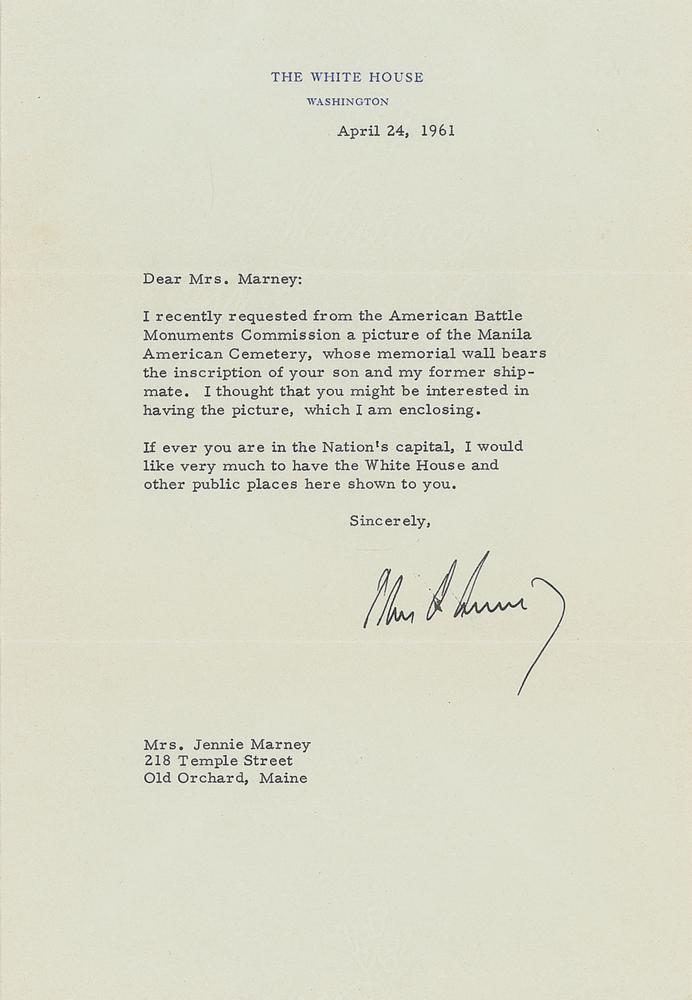 THE WHITE HOUSE
WASHINGTON
April 24, 1961
Dear Mrs. Marney:
I recently requested from the American Battle
Monuments Commission a picture of the Manila
American Cemetery, whose memorial wall bears
the inscription of your son and my former ship-
mate. I thought that you might be interested in
having the picture, which I am enclosing.
If ever you are in the Nation's capital, I would
like very much to have the White House and
other public places here shown to you.
Sincerely,
Mrs. Jennie Marney
218 Temple Street
Old Orchard, Maine